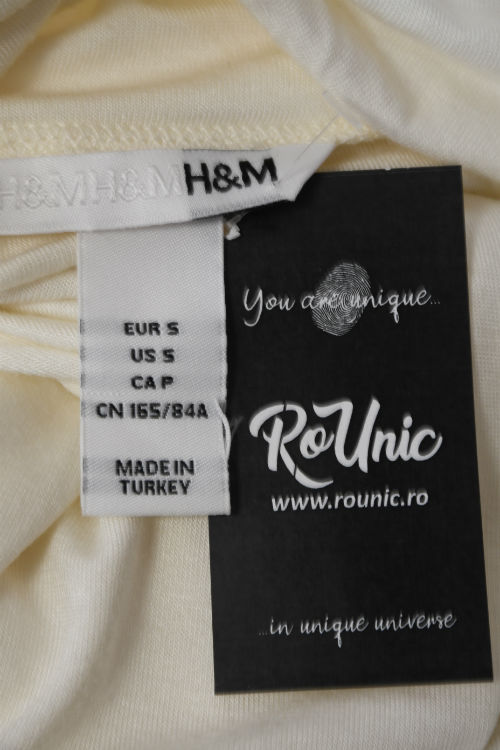 H&MH&MH&M
EUR S
US S
CA P
CN 165/84A
MADE IN
TURKEY
You are unique...
RoUnic
www.rounic.ro
...in unique universe